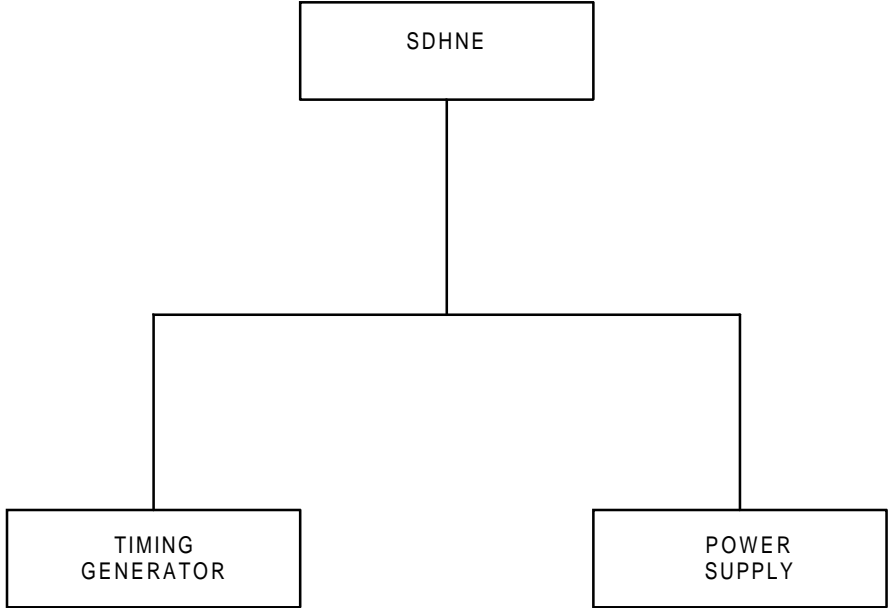 SDHNE
TIMING
GENERATOR
POWER
SUPPLY